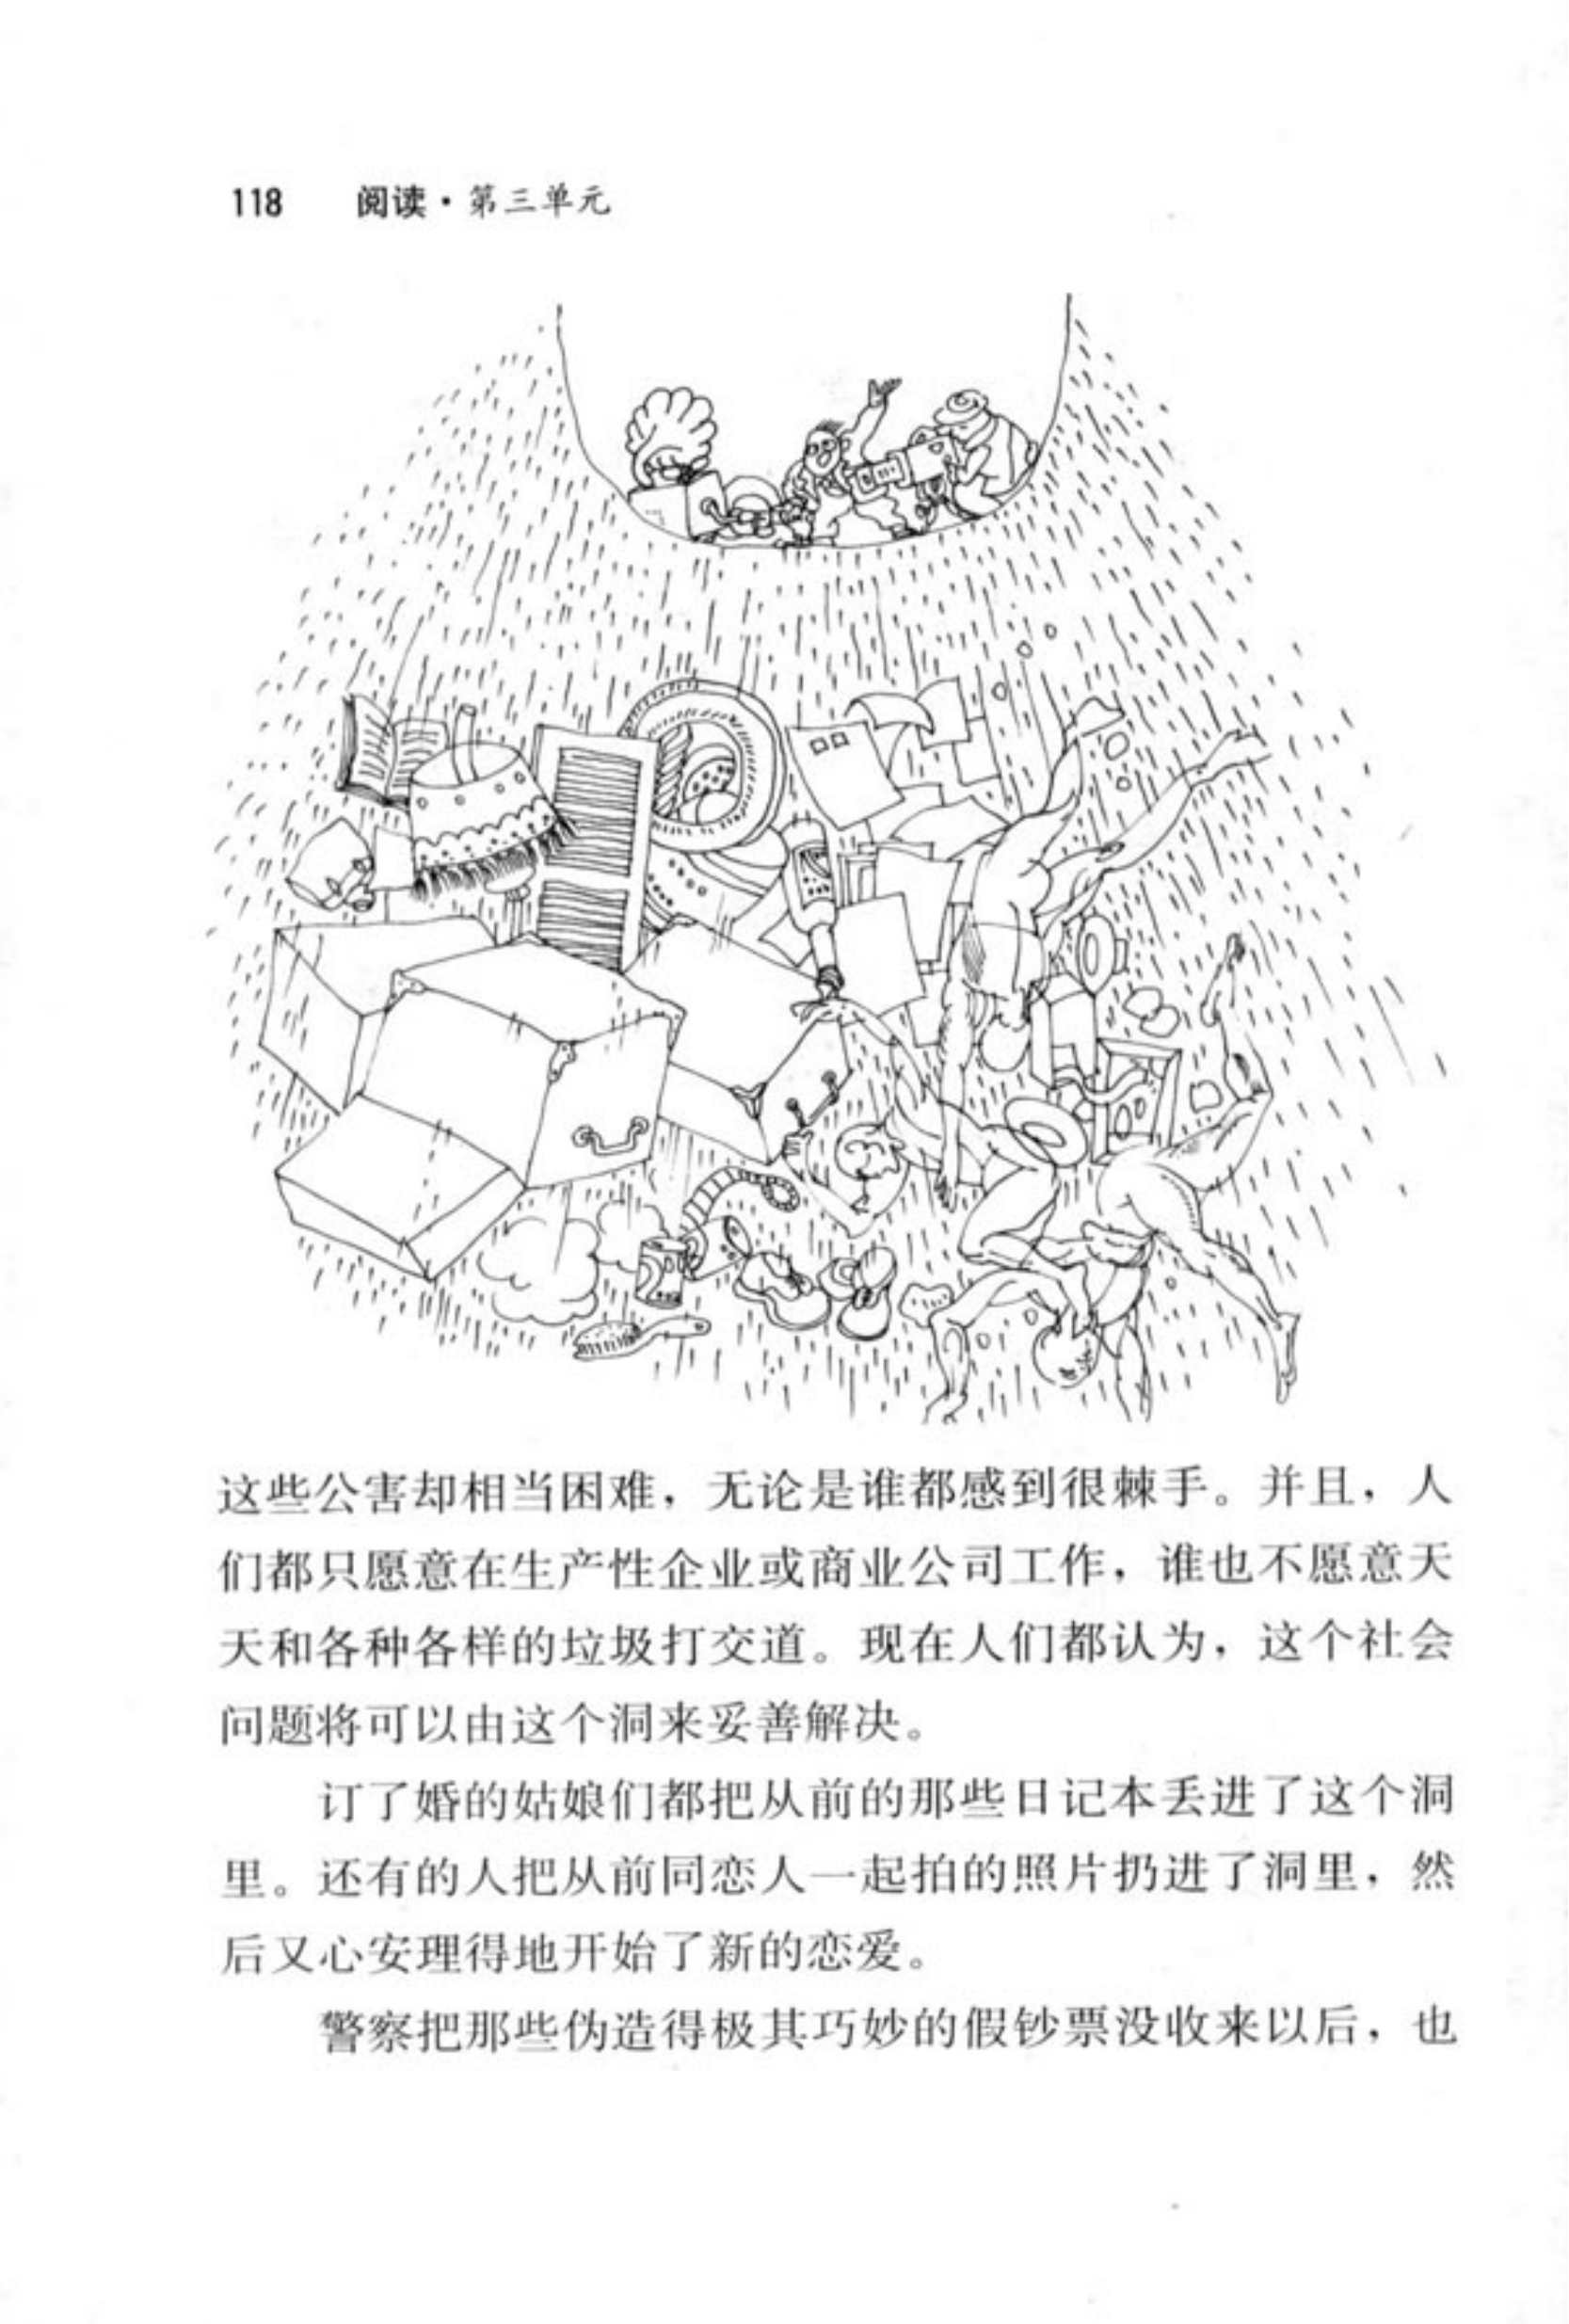 118 阅读·第三单元
这些公害却相当困难，无论是谁都感到很棘手。并且，人
们都只愿意在生产性企业或商业公司工作，谁也不愿意天
天和各种各样的垃圾打交道。现在人们都认为，这个社会
问题将可以由这个洞来妥善解决。
订了婚的姑娘们都把从前的那些日记本丢进了这个洞
里。还有的人把从前同恋人一起拍的照片扔进了洞里，然
后又心安理得地开始了新的恋爱。
警察把那些伪造得极其巧妙的假钞票没收来以后，也